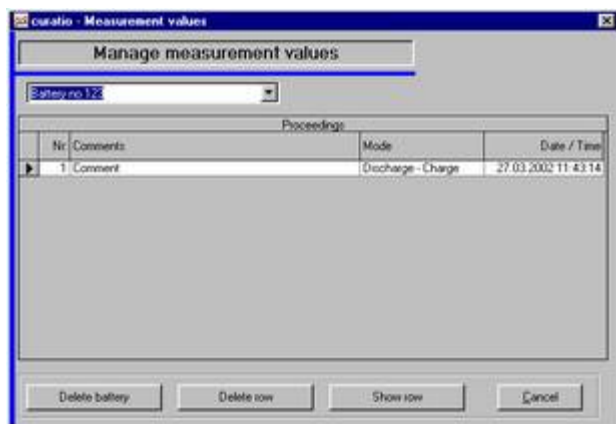 curatio - Measurement values
Manage measurement values
Battery no 123
Proceedings
Nr Comments Mode Date / Time
1 Comment Discharge - Charge 27.03.2002 11:43:14
Delete battery Delete row Show row Cancel